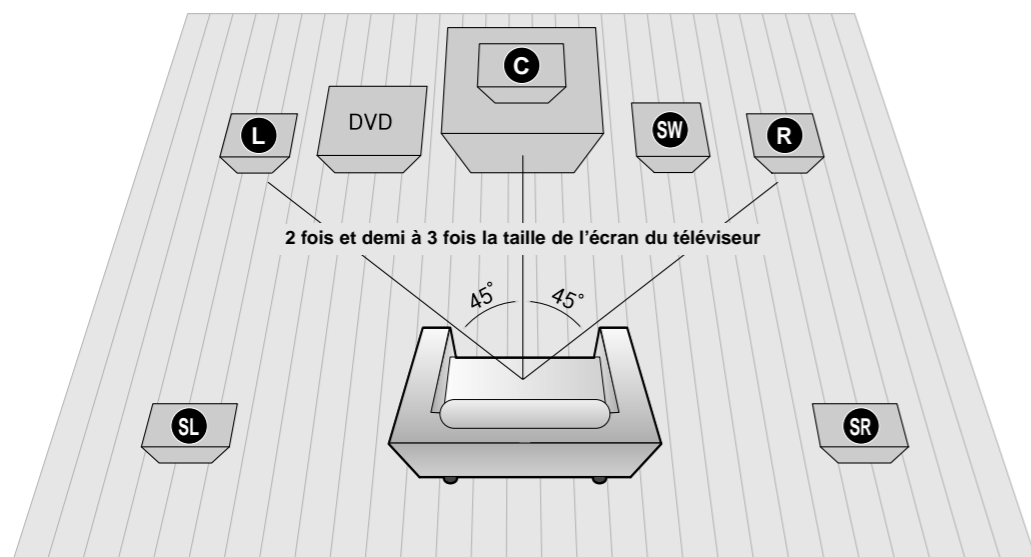 C
L
DVD
SW
R
2 fois et demi à 3 fois la taille de l’écran du téléviseur
45˚
45˚
SL
SR